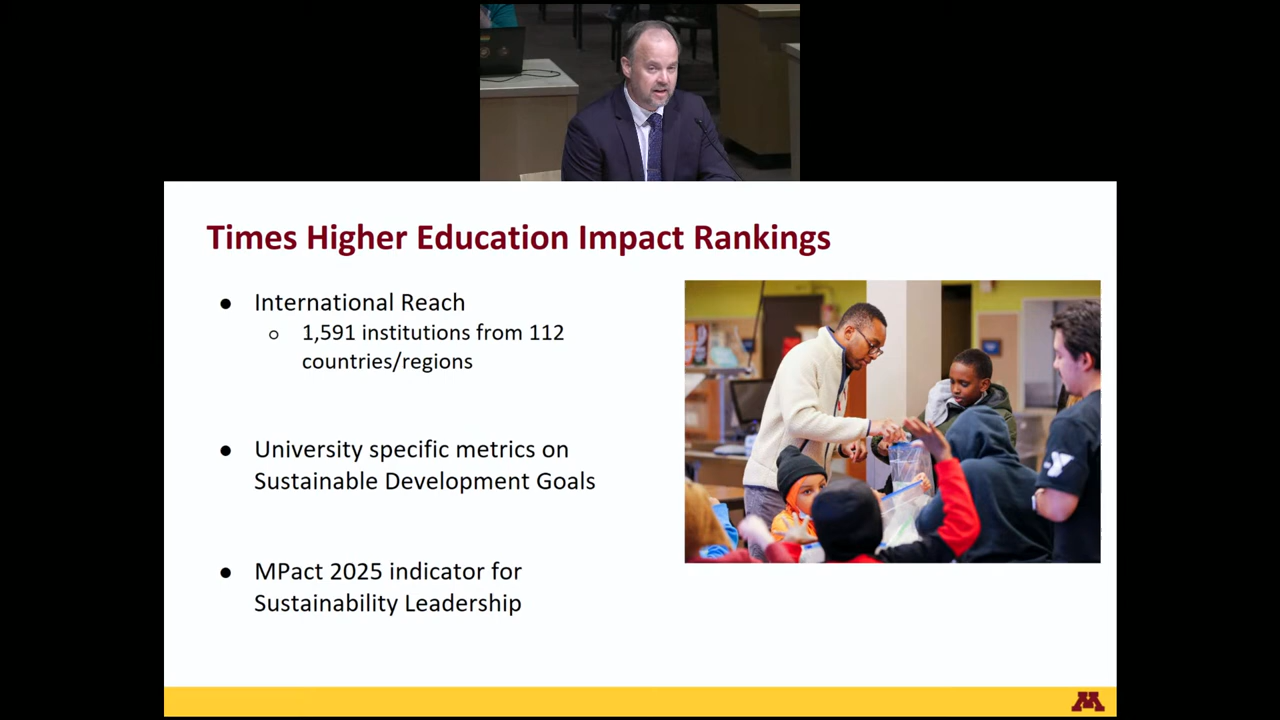 Times Higher Education Impact Rankings
● International Reach
○ 1,591 institutions from 112
countries/regions
● University specific metrics on
Sustainable Development Goals
● MPact 2025 indicator for
Sustainability Leadership
M